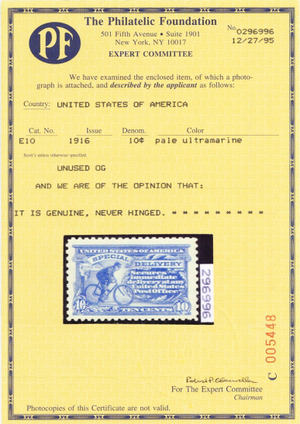 PF
The Philatelic Foundation
501 Fifth Avenue • Suite 1901
New York, NY 10017
EXPERT COMMITTEE
No. 0296996
12/27/95
We have examined the enclosed item, of which a photo-
graph is attached, and described by the applicant as follows:
Country: UNITED STATES OF AMERICA
Cat. No. Issue Denom. Color
E10 1916 10¢ pale ultramarine
Scott's unless otherwise specified
UNUSED OG
AND WE ARE OF THE OPINION THAT:
IT IS GENUINE, NEVER HINGED.
UNITED STATES OF AMERICA
SPECIAL DELIVERY
Secures
immediate
delivery at any
United States
Post Office
10 10
TEN CENTS
296996
C 005448
For The Expert Committee
Chairman
Photocopies of this Certificate are not valid.